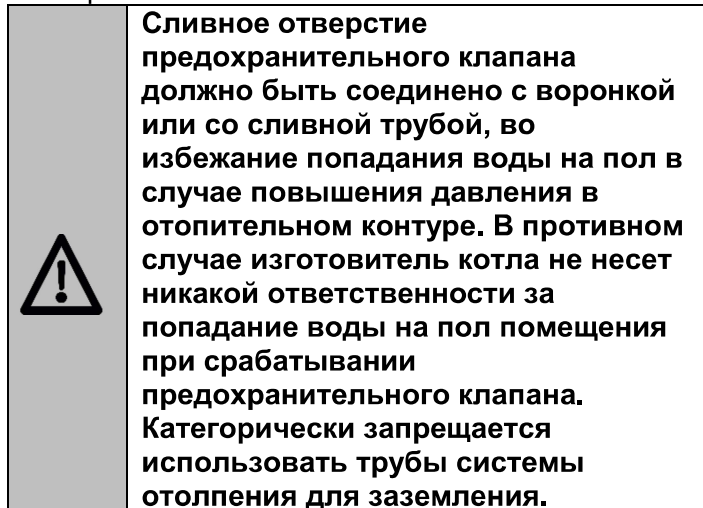 Сливное отверстие
предохранительного клапана
должно быть соединено с воронкой
или со сливной трубой, во
избежание попадания воды на пол в
случае повышения давления в
отопительном контуре. В противном
случае изготовитель котла не несет
никакой ответственности за
попадание воды на пол помещения
при срабатывании
предохранительного клапана.
Категорически запрещается
использовать трубы системы
отолпения для заземления.